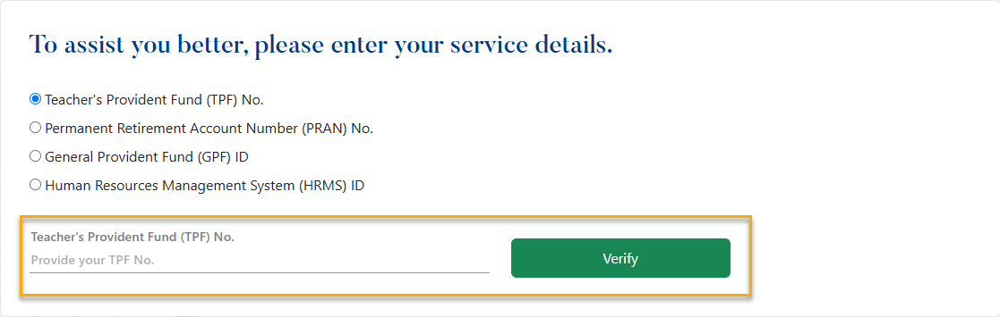 To assist you better, please enter your service details.
Teacher's Provident Fund (TPF) No.
Permanent Retirement Account Number (PRAN) No.
General Provident Fund (GPF) ID
Human Resources Management System (HRMS) ID
Teacher's Provident Fund (TPF) No.
Provide your TPF No.
Verify